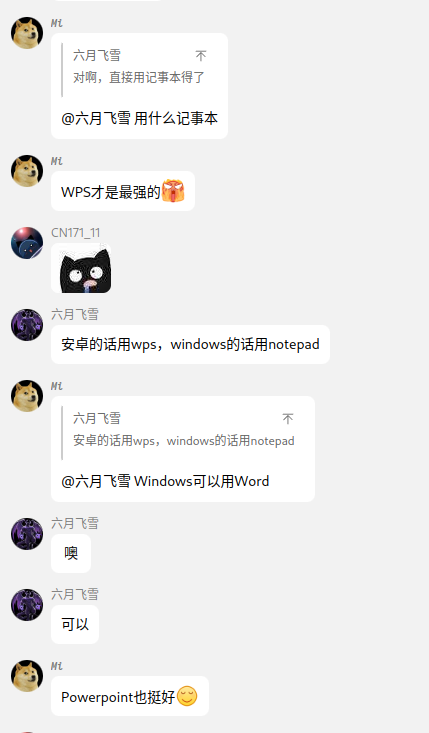 Mi
六月飞雪
对啊，直接用记事本得了
@六月飞雪 用什么记事本
Mi
WPS才是最强的
CN171_11
六月飞雪
安卓的话用wps，windows的话用notepad
Mi
六月飞雪
安卓的话用wps，windows的话用notepad
@六月飞雪 Windows可以用Word
六月飞雪
噢
六月飞雪
可以
Mi
Powerpoint也挺好